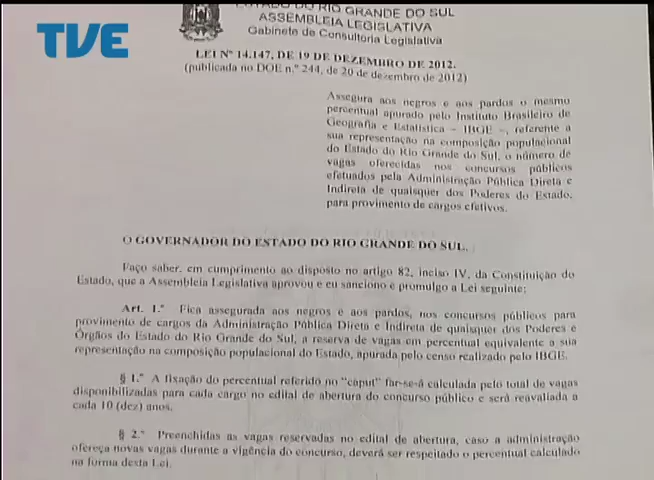 TVE
ESTADO DO RIO GRANDE DO SUL
ASSEMBLEIA LEGISLATIVA
Gabinete de Consultoria Legislativa
LEI Nº 14.147, DE 19 DE DEZEMBRO DE 2012.
(publicada no DOE n.º 244, de 20 de dezembro de 2012)
Assegura aos negros e aos pardos o mesmo
percentual apurado pelo Instituto Brasileiro de
Geografia e Estatística – IBGE –, referente a
sua representação na composição populacional
do Estado do Rio Grande do Sul, o número de
vagas oferecidas nos concursos públicos
efetuados pela Administração Pública Direta e
Indireta de quaisquer dos Poderes do Estado,
para provimento de cargos efetivos.
O GOVERNADOR DO ESTADO DO RIO GRANDE DO SUL.
Faço saber, em cumprimento ao disposto no artigo 82, inciso IV, da Constituição do
Estado, que a Assembleia Legislativa aprovou e eu sanciono e promulgo a Lei seguinte:
Art. 1.º Fica assegurada aos negros e aos pardos, nos concursos públicos para
provimento de cargos da Administração Pública Direta e Indireta de quaisquer dos Poderes e
Órgãos do Estado do Rio Grande do Sul, a reserva de vagas em percentual equivalente a sua
representação na composição populacional do Estado, apurada pelo censo realizado pelo IBGE.
§ 1.º A fixação do percentual referido no "caput" far-se-á calculada pelo total de vagas
disponibilizadas para cada cargo no edital de abertura do concurso público e será reavaliada a
cada 10 (dez) anos.
§ 2.º Preenchidas as vagas reservadas no edital de abertura, caso a administração
ofereça novas vagas durante a vigência do concurso, deverá ser respeitado o percentual calculado
na forma desta Lei.